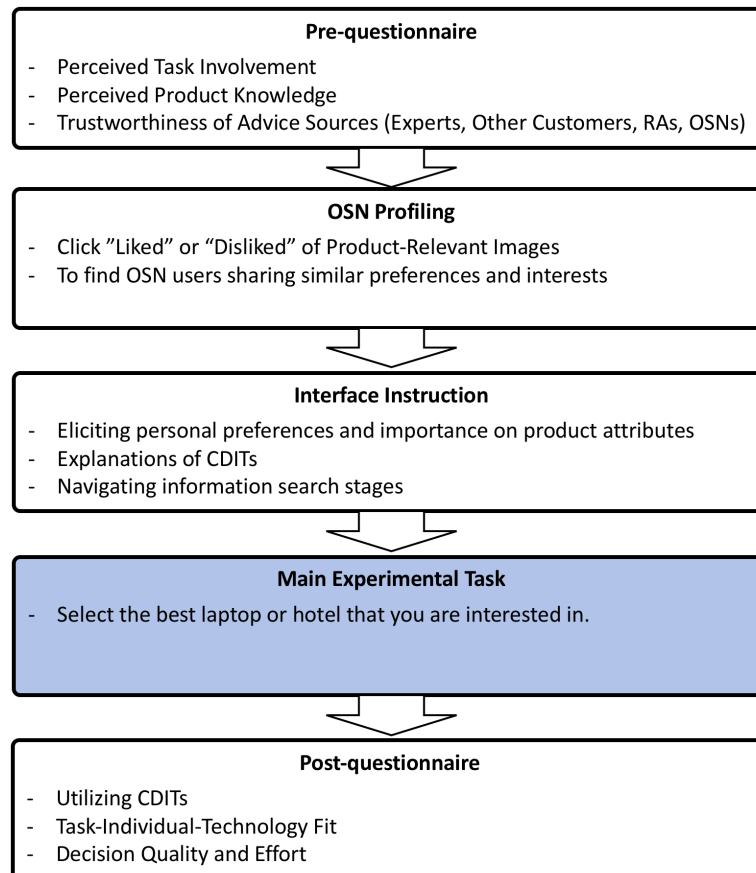 Pre-questionnaire
- Perceived Task Involvement
- Perceived Product Knowledge
- Trustworthiness of Advice Sources (Experts, Other Customers, RAs, OSNs)
OSN Profiling
- Click ”Liked” or “Disliked” of Product-Relevant Images
- To find OSN users sharing similar preferences and interests
Interface Instruction
- Eliciting personal preferences and importance on product attributes
- Explanations of CDITs
- Navigating information search stages
Main Experimental Task
- Select the best laptop or hotel that you are interested in.
Post-questionnaire
- Utilizing CDITs
- Task-Individual-Technology Fit
- Decision Quality and Effort